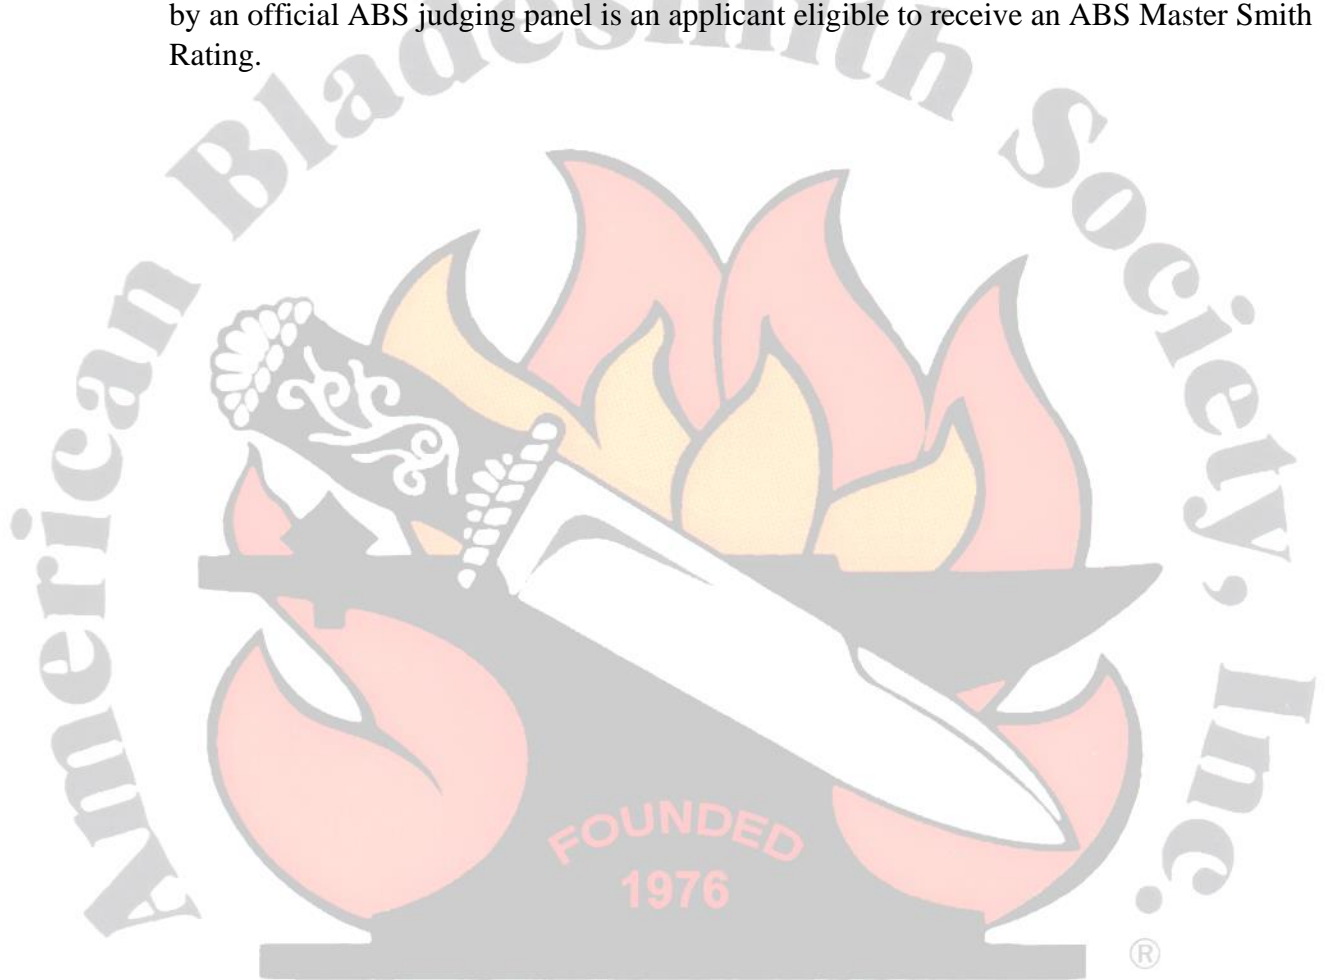 by an official ABS judging panel is an applicant eligible to receive an ABS Master Smith
Rating.
American Bladesmith Society, Inc.
FOUNDED
1976
®